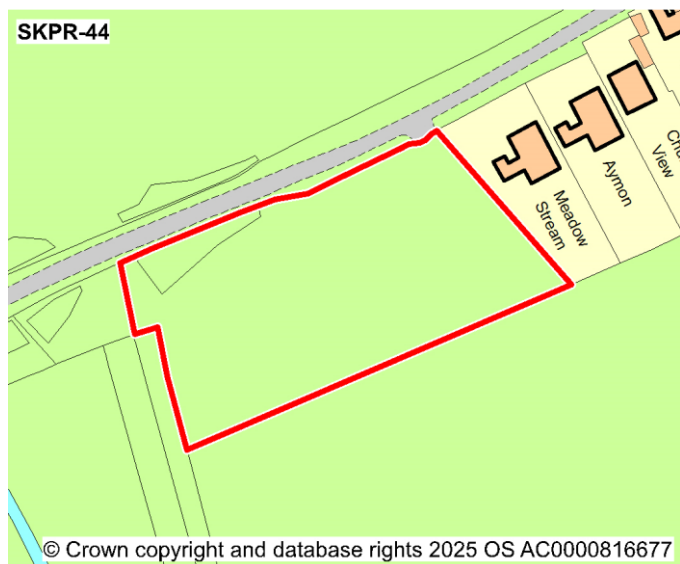 SKPR-44
Meadow
Stream
Aymon
View
© Crown copyright and database rights 2025 OS AC0000816677